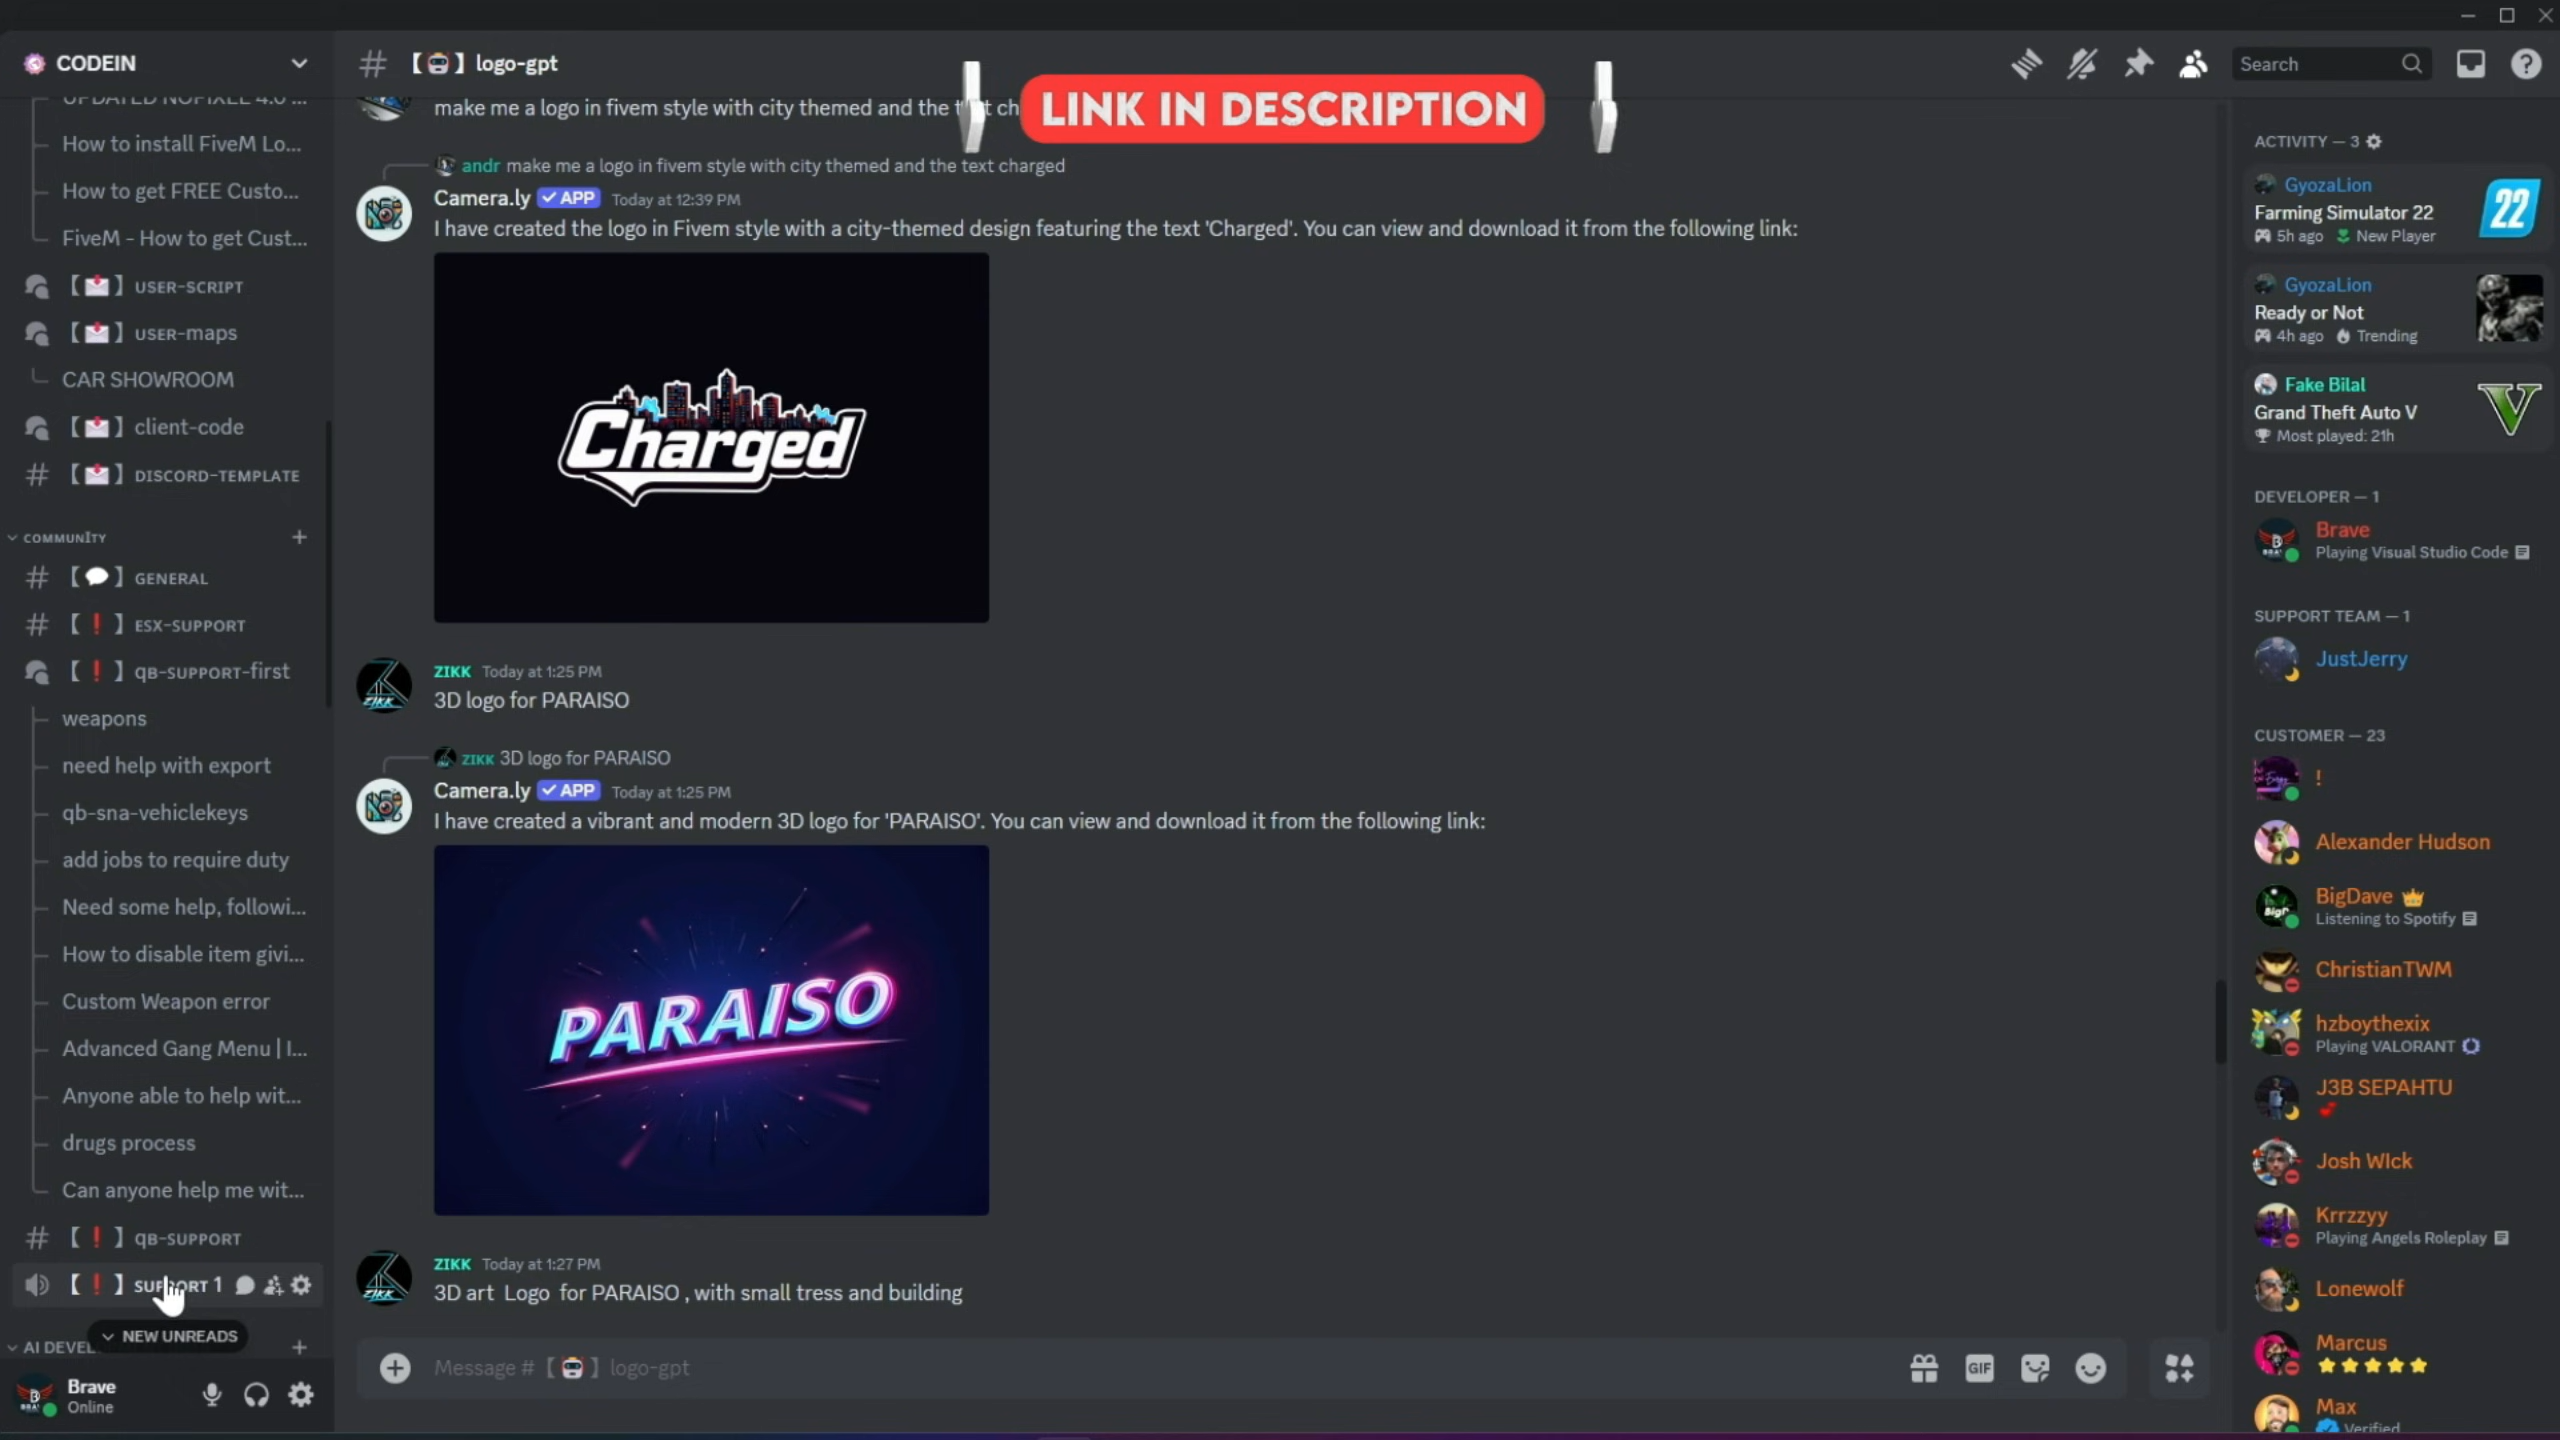 CODEIN
UPDATED NOPIXEL 4.0 ...
How to install FiveM Lo...
How to get FREE Custo...
FiveM - How to get Cust...
【📩】USER-SCRIPT
【📩】USER-maps
CAR SHOWROOM
【📩】client-code
【📩】DISCORD-TEMPLATE
COMMUNITY
【💬】GENERAL
【❗】ESX-SUPPORT
【❗】qB-SUPPORT-first
weapons
need help with export
qb-sna-vehiclekeys
add jobs to require duty
Need some help, followi...
How to disable item givi...
Custom Weapon error
Advanced Gang Menu | I...
Anyone able to help wit...
drugs process
Can anyone help me wit...
【❗】qB-SUPPORT
【❗】SUPPORT 1
NEW UNREADS
AI DEVEL
Brave
Online
【🤖】logo-gpt
LINK IN DESCRIPTION
make me a logo in fivem style with city themed and the t ch
andr make me a logo in fivem style with city themed and the text charged
Camera.ly ✓ APP Today at 12:39 PM
I have created the logo in Fivem style with a city-themed design featuring the text 'Charged'. You can view and download it from the following link:
Charged
ZIKK Today at 1:25 PM
3D logo for PARAISO
ZIKK 3D logo for PARAISO
Camera.ly ✓ APP Today at 1:25 PM
I have created a vibrant and modern 3D logo for 'PARAISO'. You can view and download it from the following link:
PARAISO
ZIKK Today at 1:27 PM
3D art Logo for PARAISO , with small tress and building
Message #【🤖】logo-gpt
GIF
Search
ACTIVITY — 3
GyozaLion
Farming Simulator 22
5h ago New Player
22
GyozaLion
Ready or Not
4h ago Trending
Fake Bilal
Grand Theft Auto V
Most played: 21h
V
DEVELOPER — 1
Brave
Playing Visual Studio Code
SUPPORT TEAM — 1
JustJerry
CUSTOMER — 23
!
Alexander Hudson
BigDave 👑
Listening to Spotify
ChristianTWM
hzboythexix
Playing VALORANT
J3B SEPAHTU
💕
Josh WIck
Krrzzyy
Playing Angels Roleplay
Lonewolf
Marcus
⭐⭐⭐⭐⭐
Max
Verified